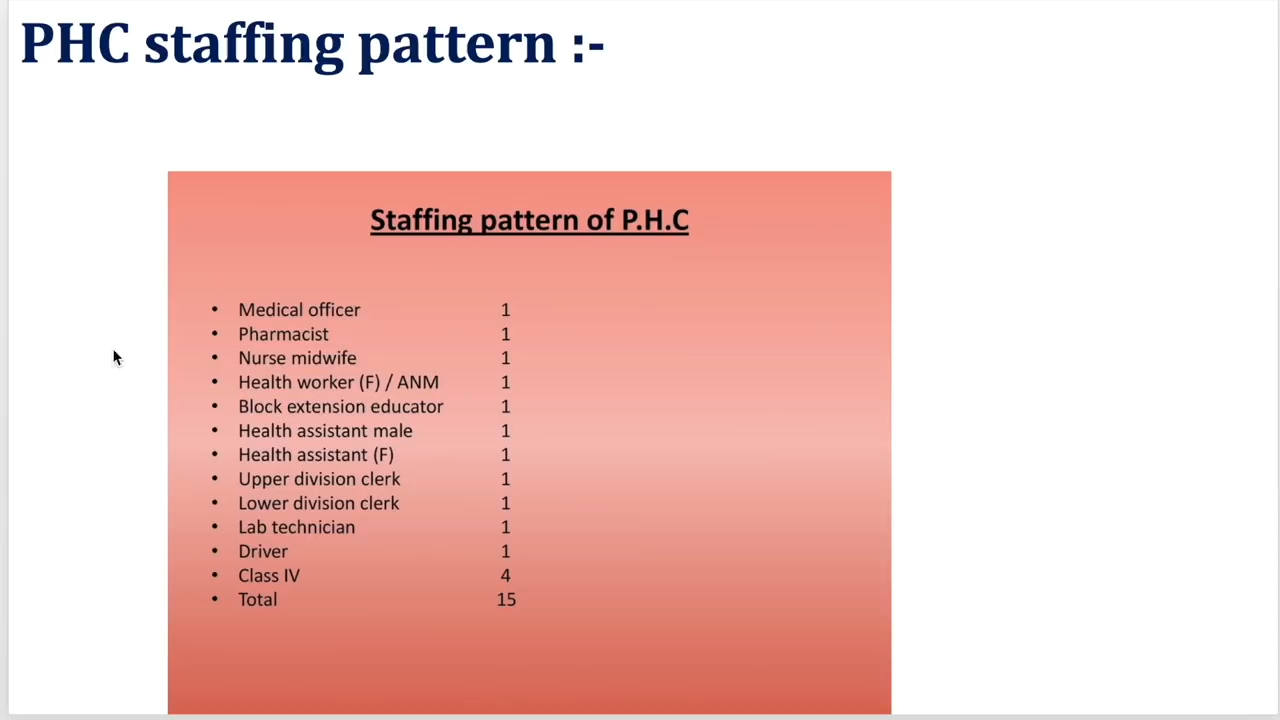 PHC staffing pattern :-
Staffing pattern of P.H.C
• Medical officer 1
• Pharmacist 1
• Nurse midwife 1
• Health worker (F) / ANM 1
• Block extension educator 1
• Health assistant male 1
• Health assistant (F) 1
• Upper division clerk 1
• Lower division clerk 1
• Lab technician 1
• Driver 1
• Class IV 4
• Total 15